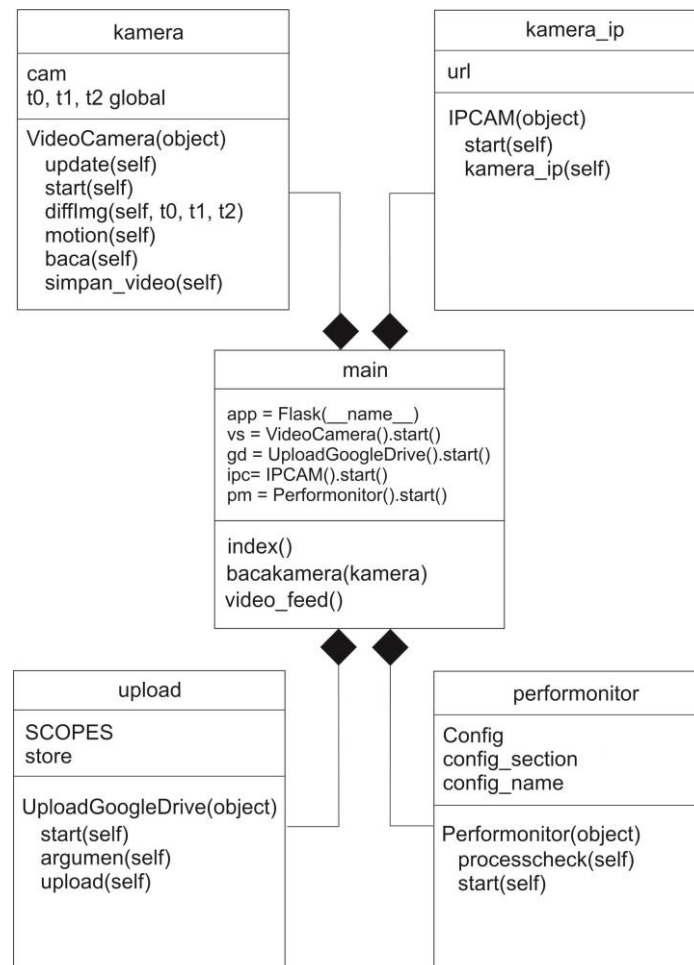 kamera
cam
t0, t1, t2 global
VideoCamera(object)
update(self)
start(self)
diffImg(self, t0, t1, t2)
motion(self)
baca(self)
simpan_video(self)
kamera_ip
url
IPCAM(object)
start(self)
kamera_ip(self)
main
app = Flask(__name__)
vs = VideoCamera().start()
gd = UploadGoogleDrive().start()
ipc= IPCAM().start()
pm = Performonitor().start()
index()
bacakamera(kamera)
video_feed()
upload
SCOPES
store
UploadGoogleDrive(object)
start(self)
argumen(self)
upload(self)
performonitor
Config
config_section
config_name
Performonitor(object)
processcheck(self)
start(self)